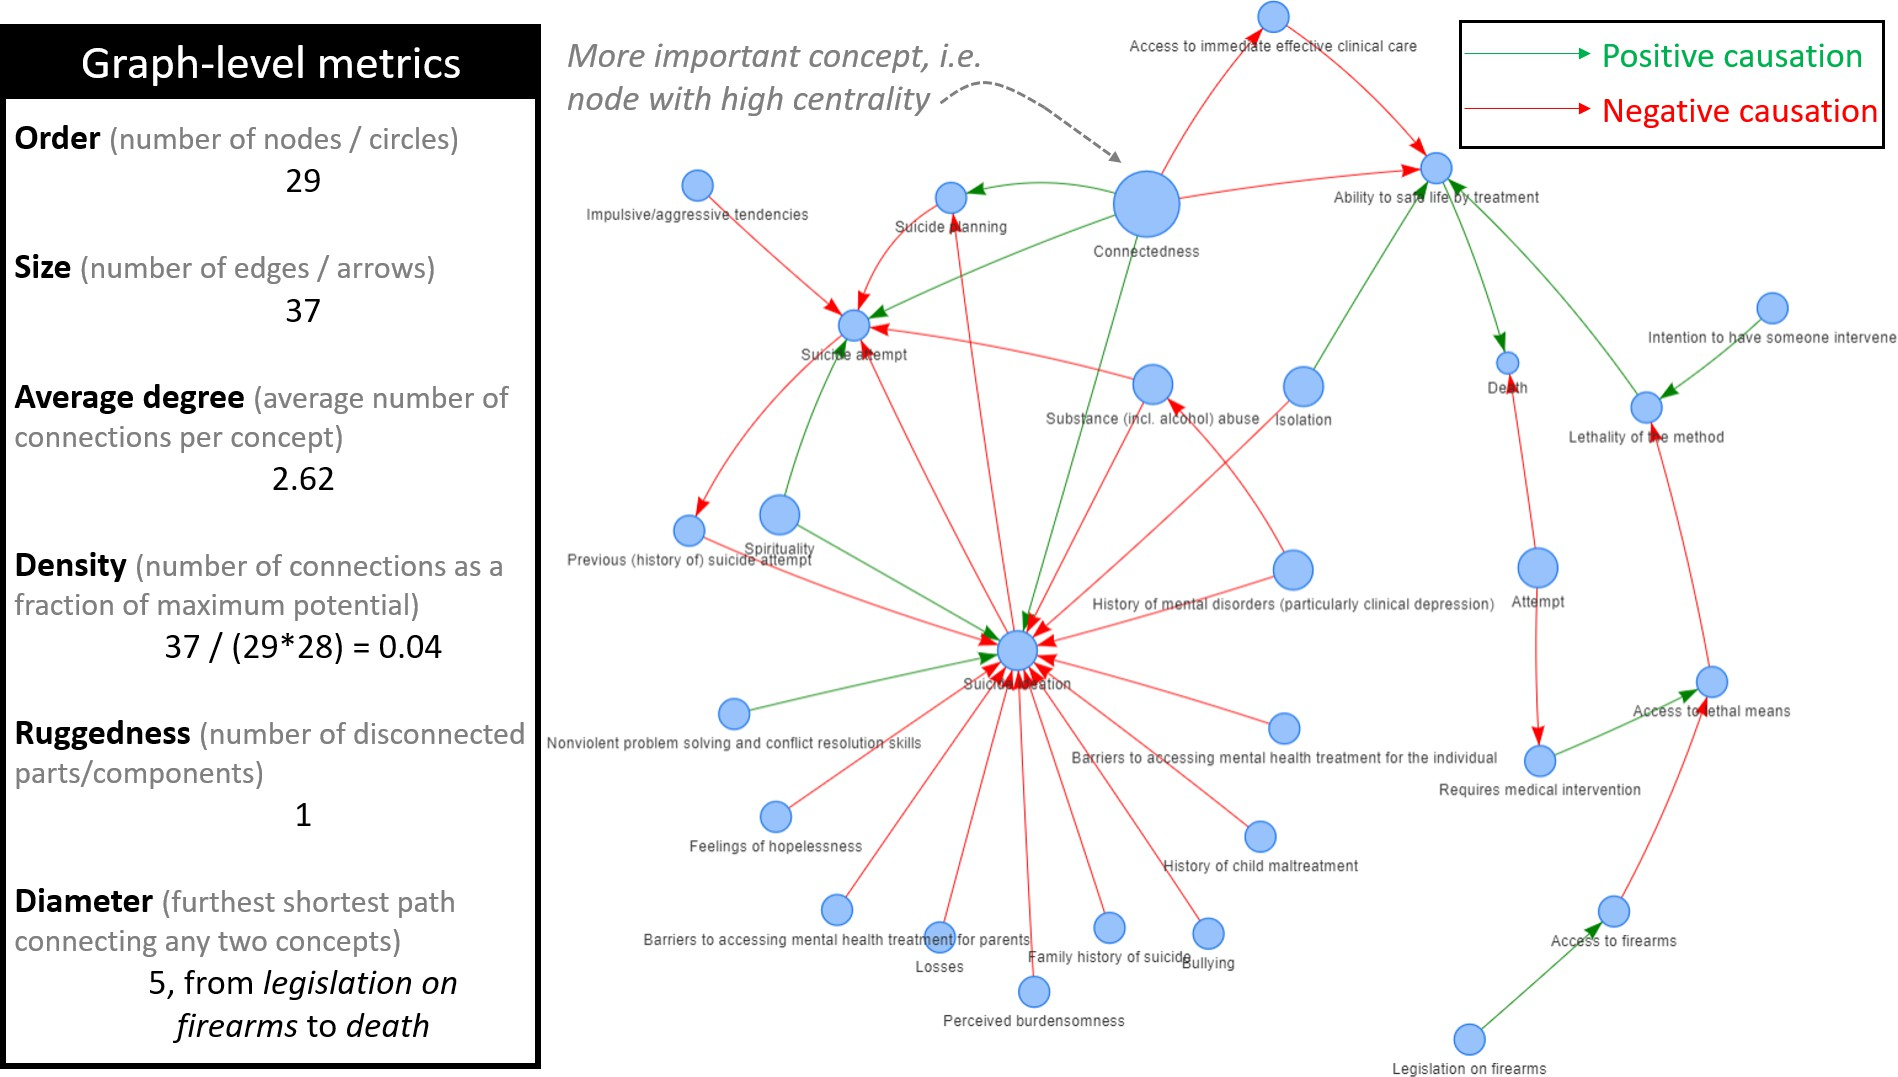 Graph-level metrics
Order (number of nodes / circles)
29
Size (number of edges / arrows)
37
Average degree (average number of
connections per concept)
2.62
Density (number of connections as a
fraction of maximum potential)
37 / (29*28) = 0.04
Ruggedness (number of disconnected
parts/components)
1
Diameter (furthest shortest path
connecting any two concepts)
5, from legislation on
firearms to death
More important concept, i.e.
node with high centrality
Positive causation
Negative causation
Access to immediate effective clinical care
Impulsive/aggressive tendencies
Suicide planning
Connectedness
Ability to safe life by treatment
Intention to have someone intervene
Suicide attempt
Death
Substance (incl. alcohol) abuse
Isolation
Lethality of the method
Spirituality
Previous (history of) suicide attempt
History of mental disorders (particularly clinical depression)
Attempt
Suicide ideation
Access to lethal means
Nonviolent problem solving and conflict resolution skills
Barriers to accessing mental health treatment for the individual
Requires medical intervention
Feelings of hopelessness
History of child maltreatment
Barriers to accessing mental health treatment for parents
Losses
Family history of suicide
Bullying
Access to firearms
Perceived burdensomness
Legislation on firearms